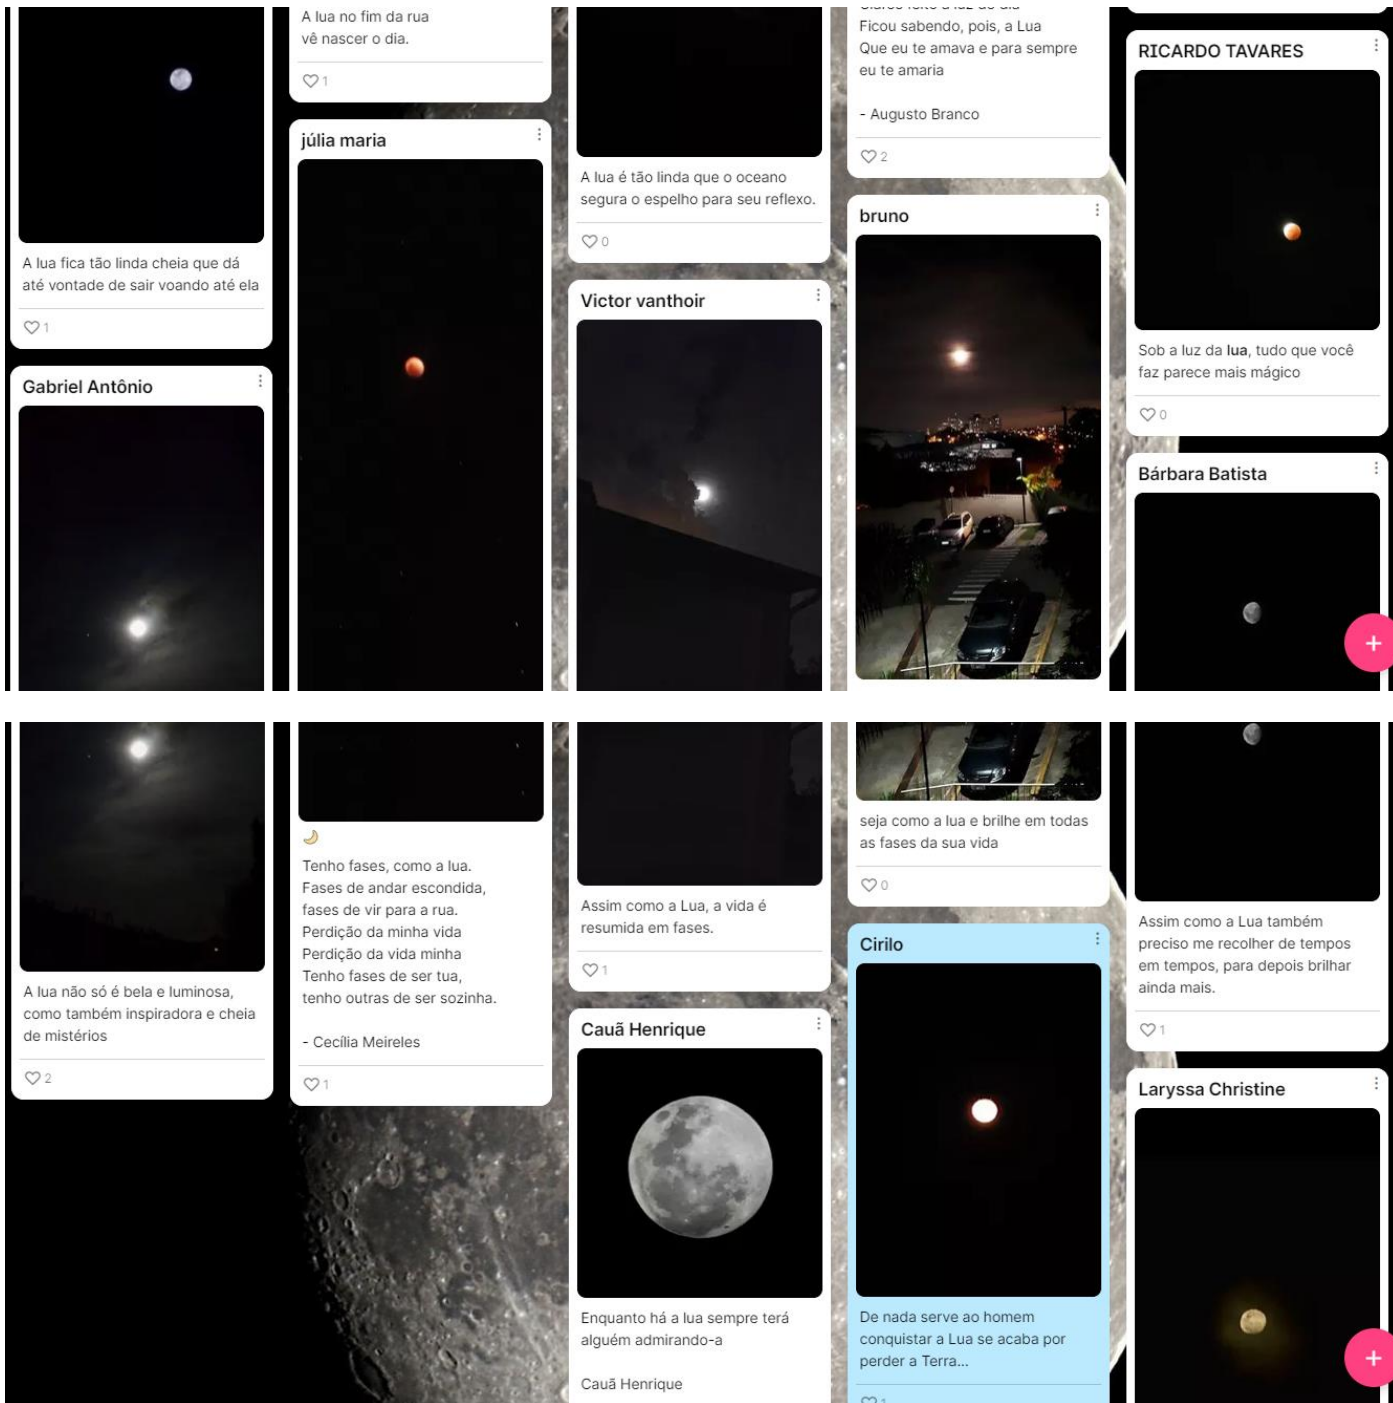 A lua fica tão linda cheia que dá
até vontade de sair voando até ela
1
Gabriel Antônio
A lua no fim da rua
vê nascer o dia.
1
júlia maria
A lua é tão linda que o oceano
segura o espelho para seu reflexo.
0
Victor vanthoir
Ficou sabendo, pois, a Lua
Que eu te amava e para sempre
eu te amaria
- Augusto Branco
2
bruno
RICARDO TAVARES
Sob a luz da lua, tudo que você
faz parece mais mágico
0
Bárbara Batista
+
A lua não só é bela e luminosa,
como também inspiradora e cheia
de mistérios
2
Tenho fases, como a lua.
Fases de andar escondida,
fases de vir para a rua.
Perdição da minha vida
Perdição da vida minha
Tenho fases de ser tua,
tenho outras de ser sozinha.
- Cecília Meireles
1
Assim como a Lua, a vida é
resumida em fases.
1
Cauã Henrique
Enquanto há a lua sempre terá
alguém admirando-a
Cauã Henrique
seja como a lua e brilhe em todas
as fases da sua vida
0
Cirilo
De nada serve ao homem
conquistar a Lua se acaba por
perder a Terra...
Assim como a Lua também
preciso me recolher de tempos
em tempos, para depois brilhar
ainda mais.
1
Laryssa Christine
+